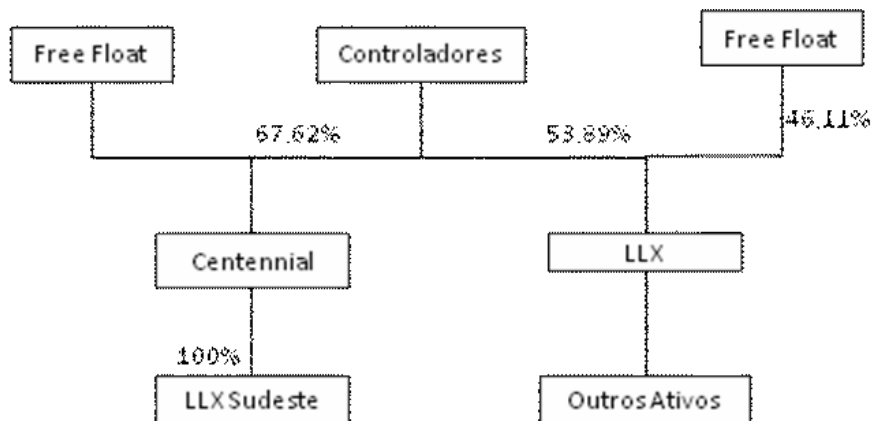 Free Float
Controladores
Free Float
67.62%
53.89%
46.11%
Centennial
LLX
100%
LLX Sudeste
Outros Ativos